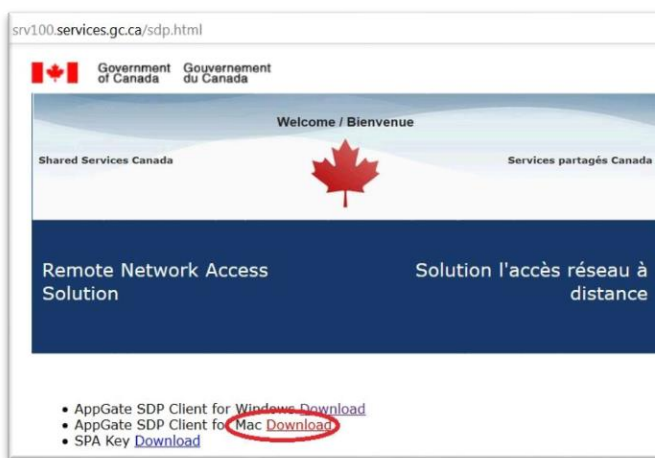 srv100.services.gc.ca/sdp.html
Government Gouvernement
of Canada du Canada
Welcome / Bienvenue
Shared Services Canada Services partagés Canada
Remote Network Access Solution l'accès réseau à
Solution distance
• AppGate SDP Client for Windows Download
• AppGate SDP Client for Mac Download
• SPA Key Download